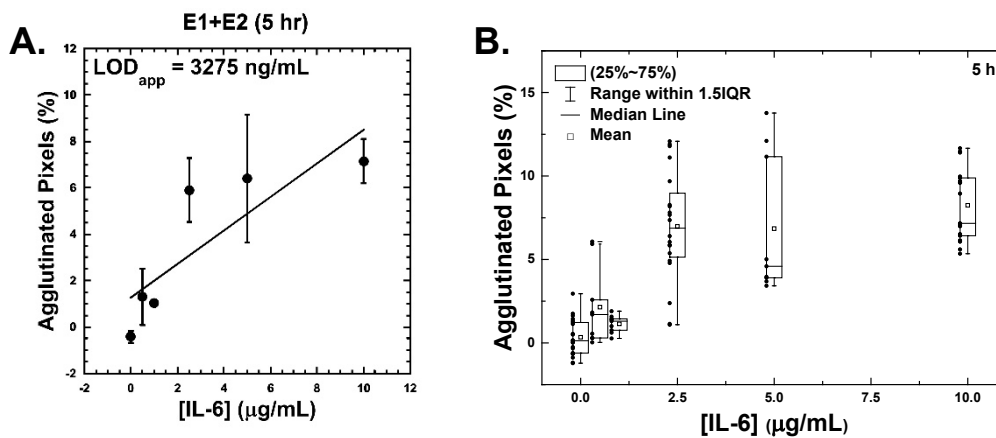 A.
E1+E2 (5 hr)
LODapp = 3275 ng/mL
Agglutinated Pixels (%)
12
10
8
6
4
2
0
-2
-2
0
2
4
6
8
10
12
[IL-6] (μg/mL)
B.
5 h
(25%~75%)
Range within 1.5IQR
Median Line
Mean
Agglutinated Pixels (%)
15
10
5
0
0.0
2.5
5.0
7.5
10.0
[IL-6] (μg/mL)